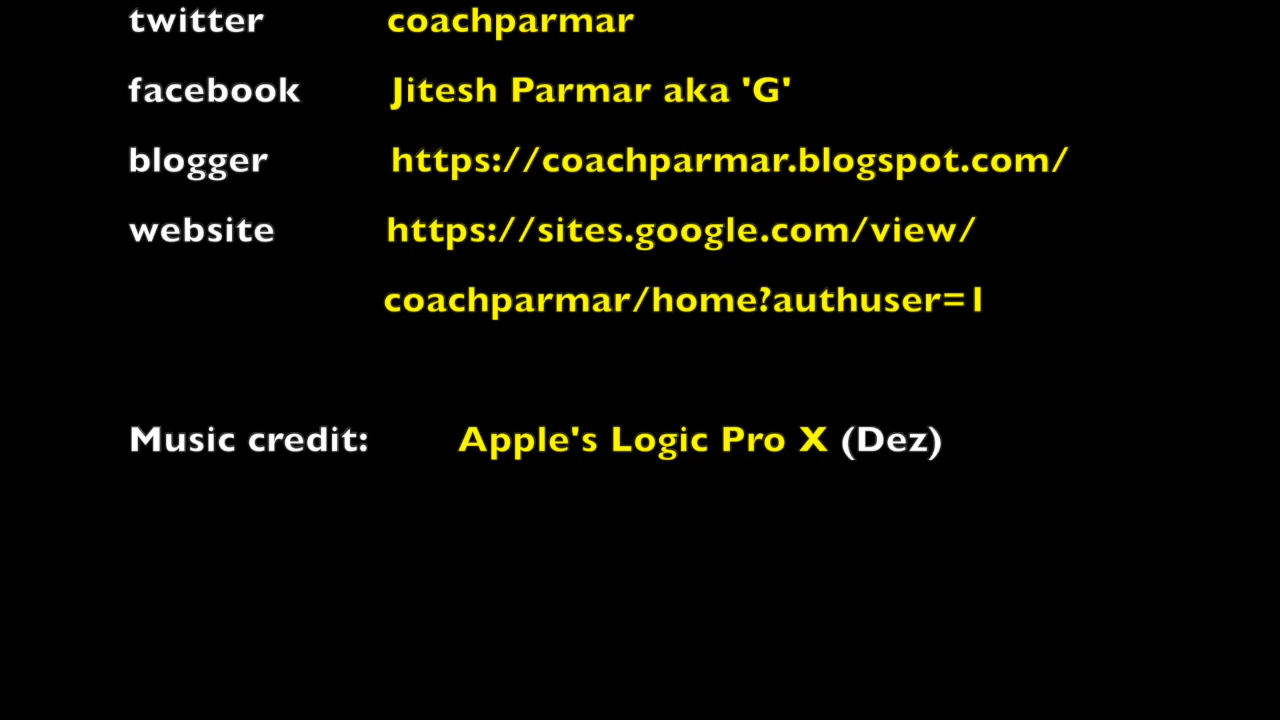 twitter coachparmar
facebook Jitesh Parmar aka 'G'
blogger https://coachparmar.blogspot.com/
website https://sites.google.com/view/
coachparmar/home?authuser=1
Music credit: Apple's Logic Pro X (Dez)